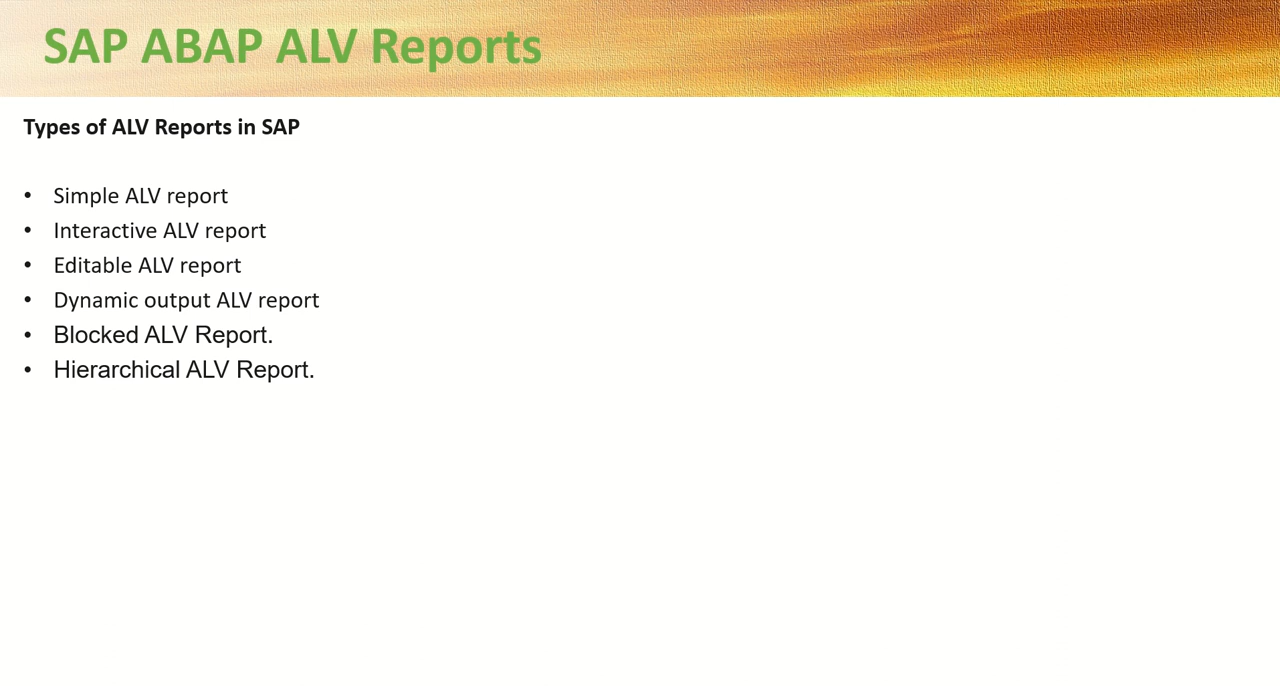 SAP ABAP ALV Reports
Types of ALV Reports in SAP
• Simple ALV report
• Interactive ALV report
• Editable ALV report
• Dynamic output ALV report
• Blocked ALV Report.
• Hierarchical ALV Report.